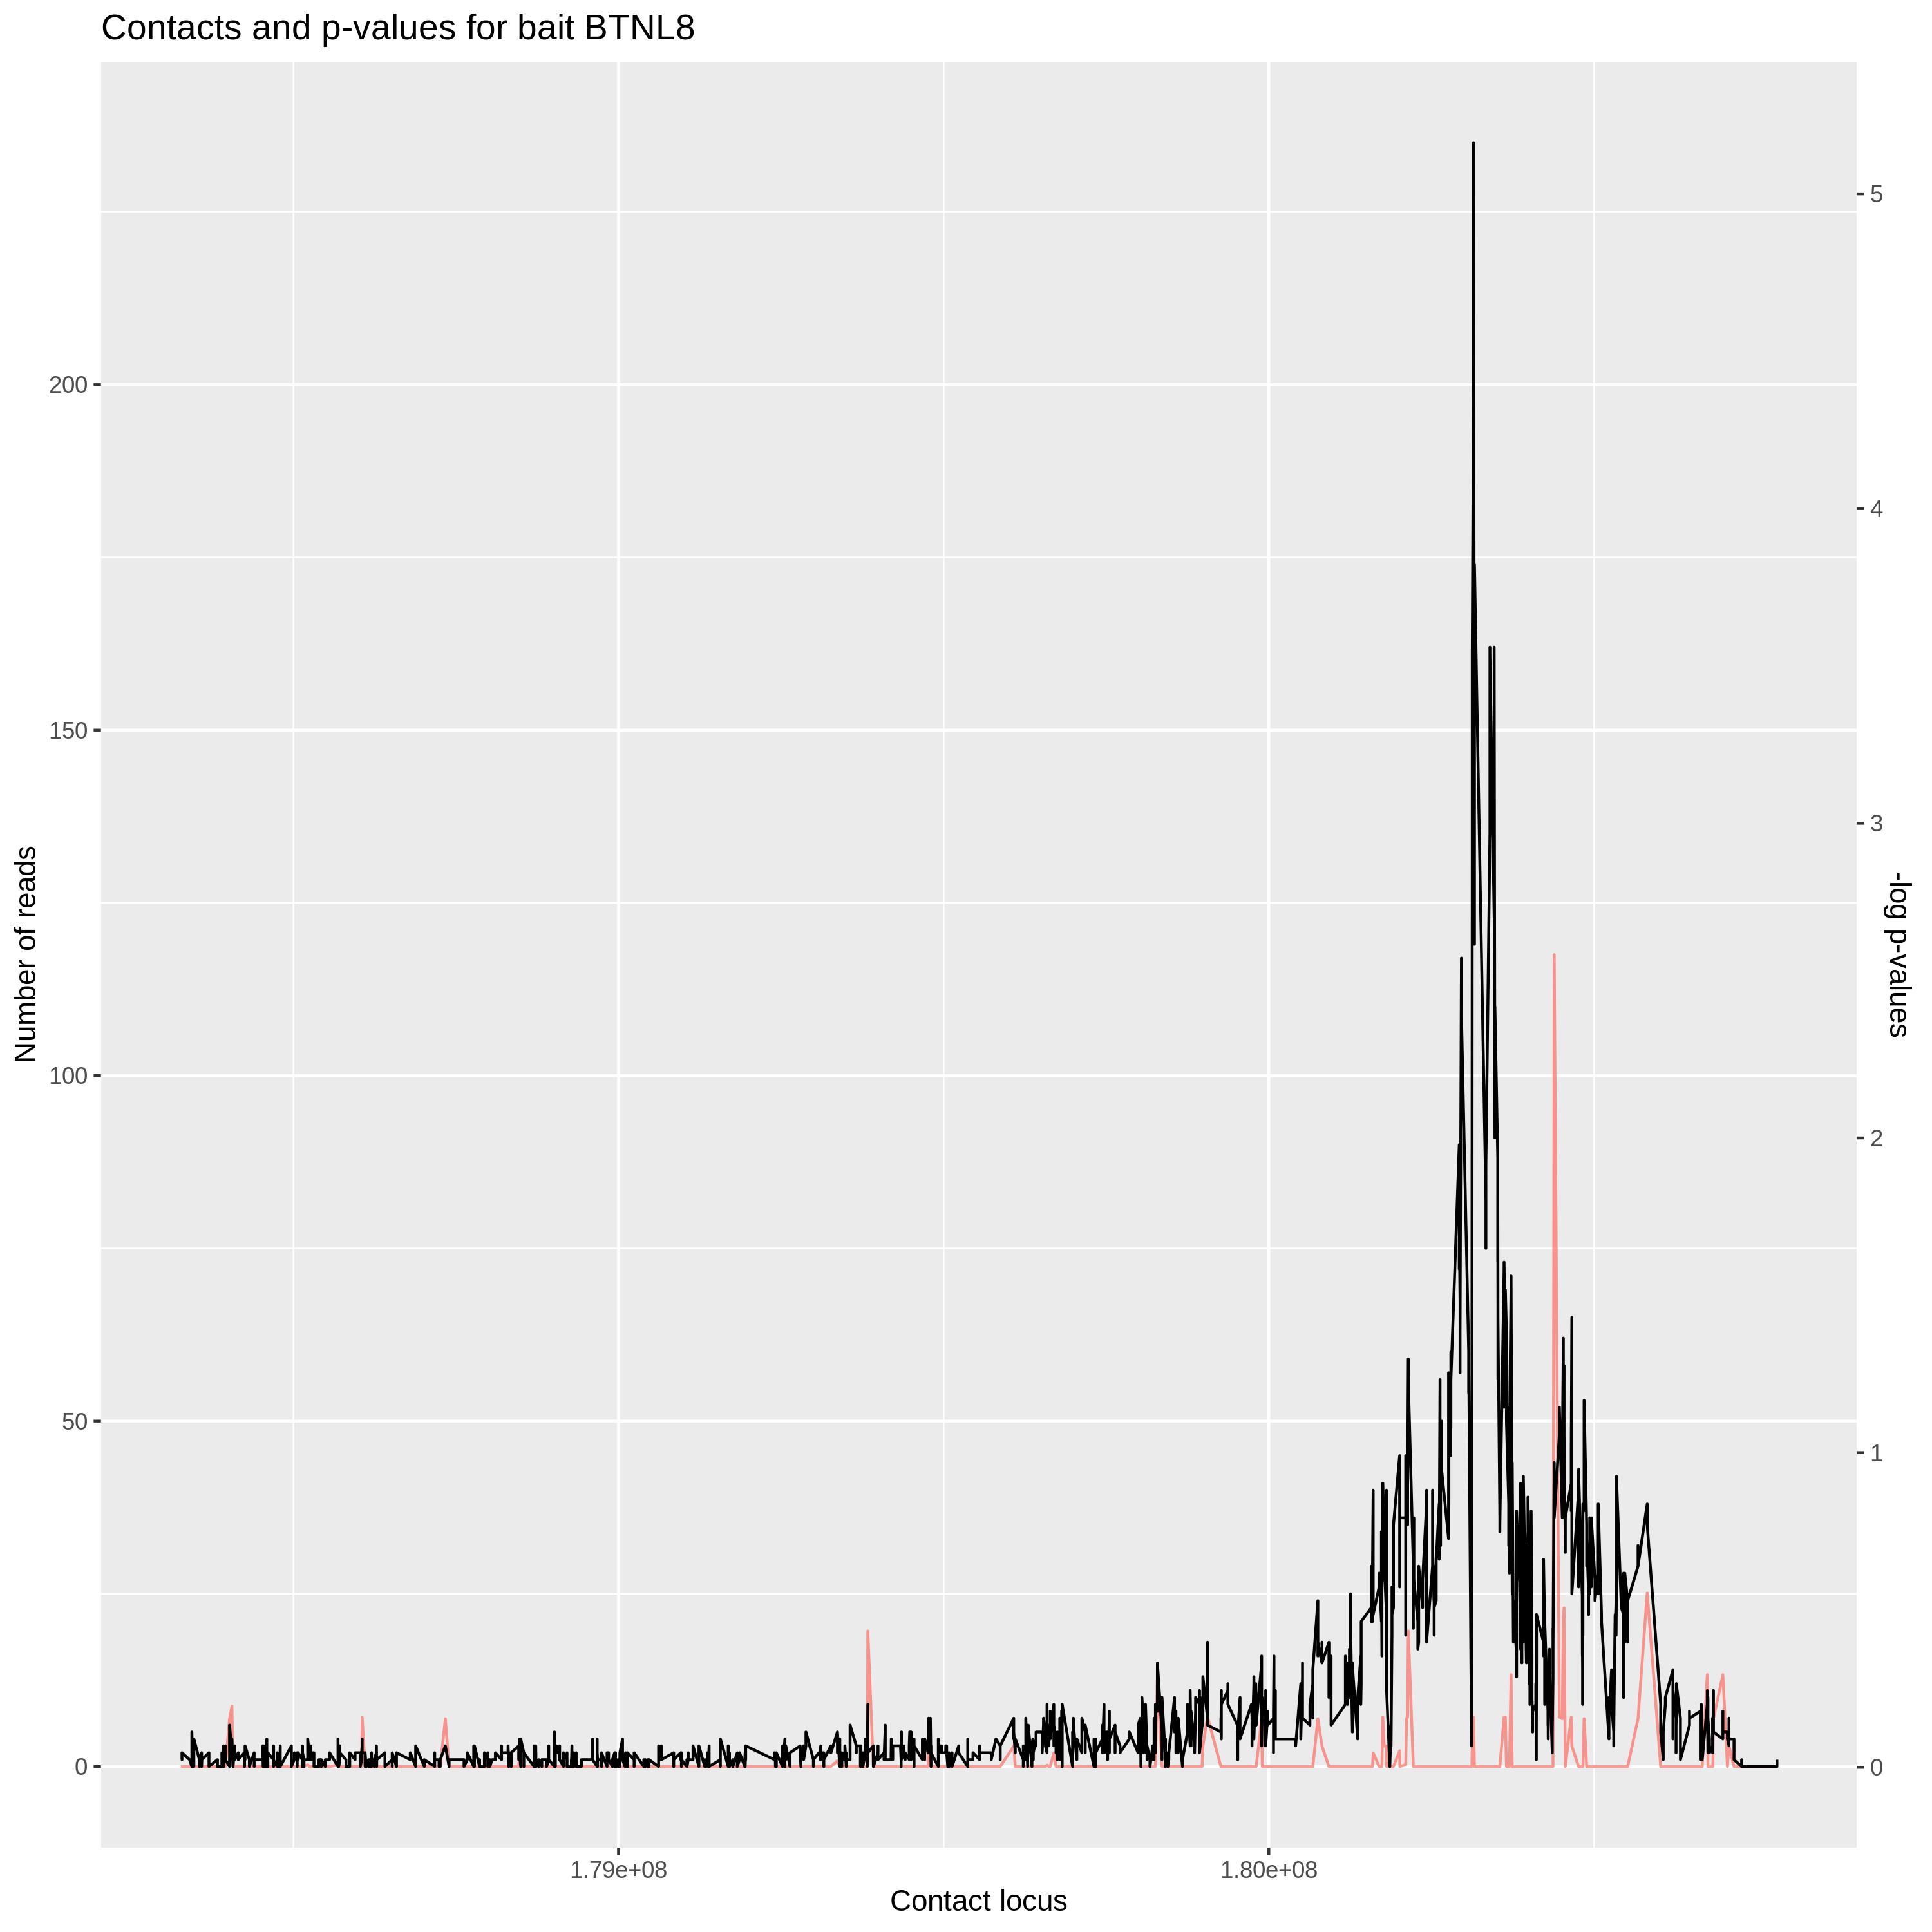 Contacts and p-values for bait BTNL8
Number of reads
200
150
100
50
0
5
4
3
2
1
0
-log p-values
1.79e+08
1.80e+08
Contact locus